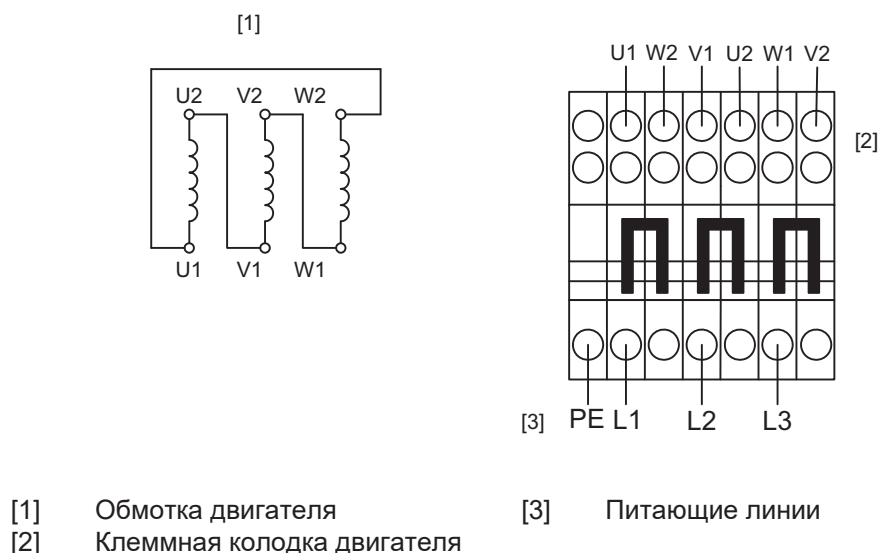 [1]
U1 W2 V1 U2 W1 V2
U2 V2 W2
[2]
U1 V1 W1
[3] PE L1 L2 L3
[1] Обмотка двигателя
[3] Питающие линии
[2] Клеммная колодка двигателя